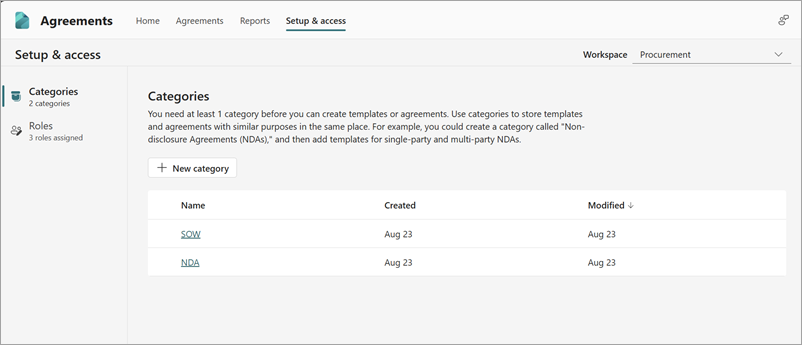 Agreements Home Agreements Reports Setup & access
Setup & access Workspace Procurement
Categories
2 categories
Roles
3 roles assigned
Categories
You need at least 1 category before you can create templates or agreements. Use categories to store templates
and agreements with similar purposes in the same place. For example, you could create a category called "Non-
disclosure Agreements (NDAs)," and then add templates for single-party and multi-party NDAs.
New category
Name Created Modified
SOW Aug 23 Aug 23
NDA Aug 23 Aug 23